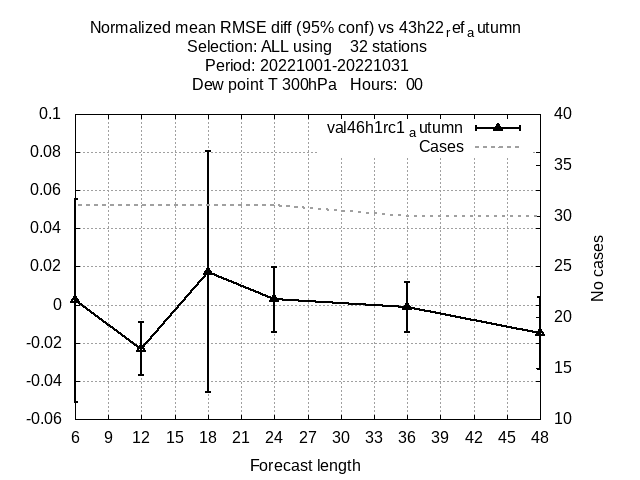 Normalized mean RMSE diff (95% conf) vs 43h22refautumn
Selection: ALL using    32 stations
Period: 20221001-20221031
Dew point T 300hPa   Hours:  00
0.1
0.08
0.06
0.04
0.02
0
-0.02
-0.04
-0.06
val46h1rc1autumn
Cases
40
35
30
25
20
15
10
No cases
6 9 12 15 18 21 24 27 30 33 36 39 42 45 48
Forecast length